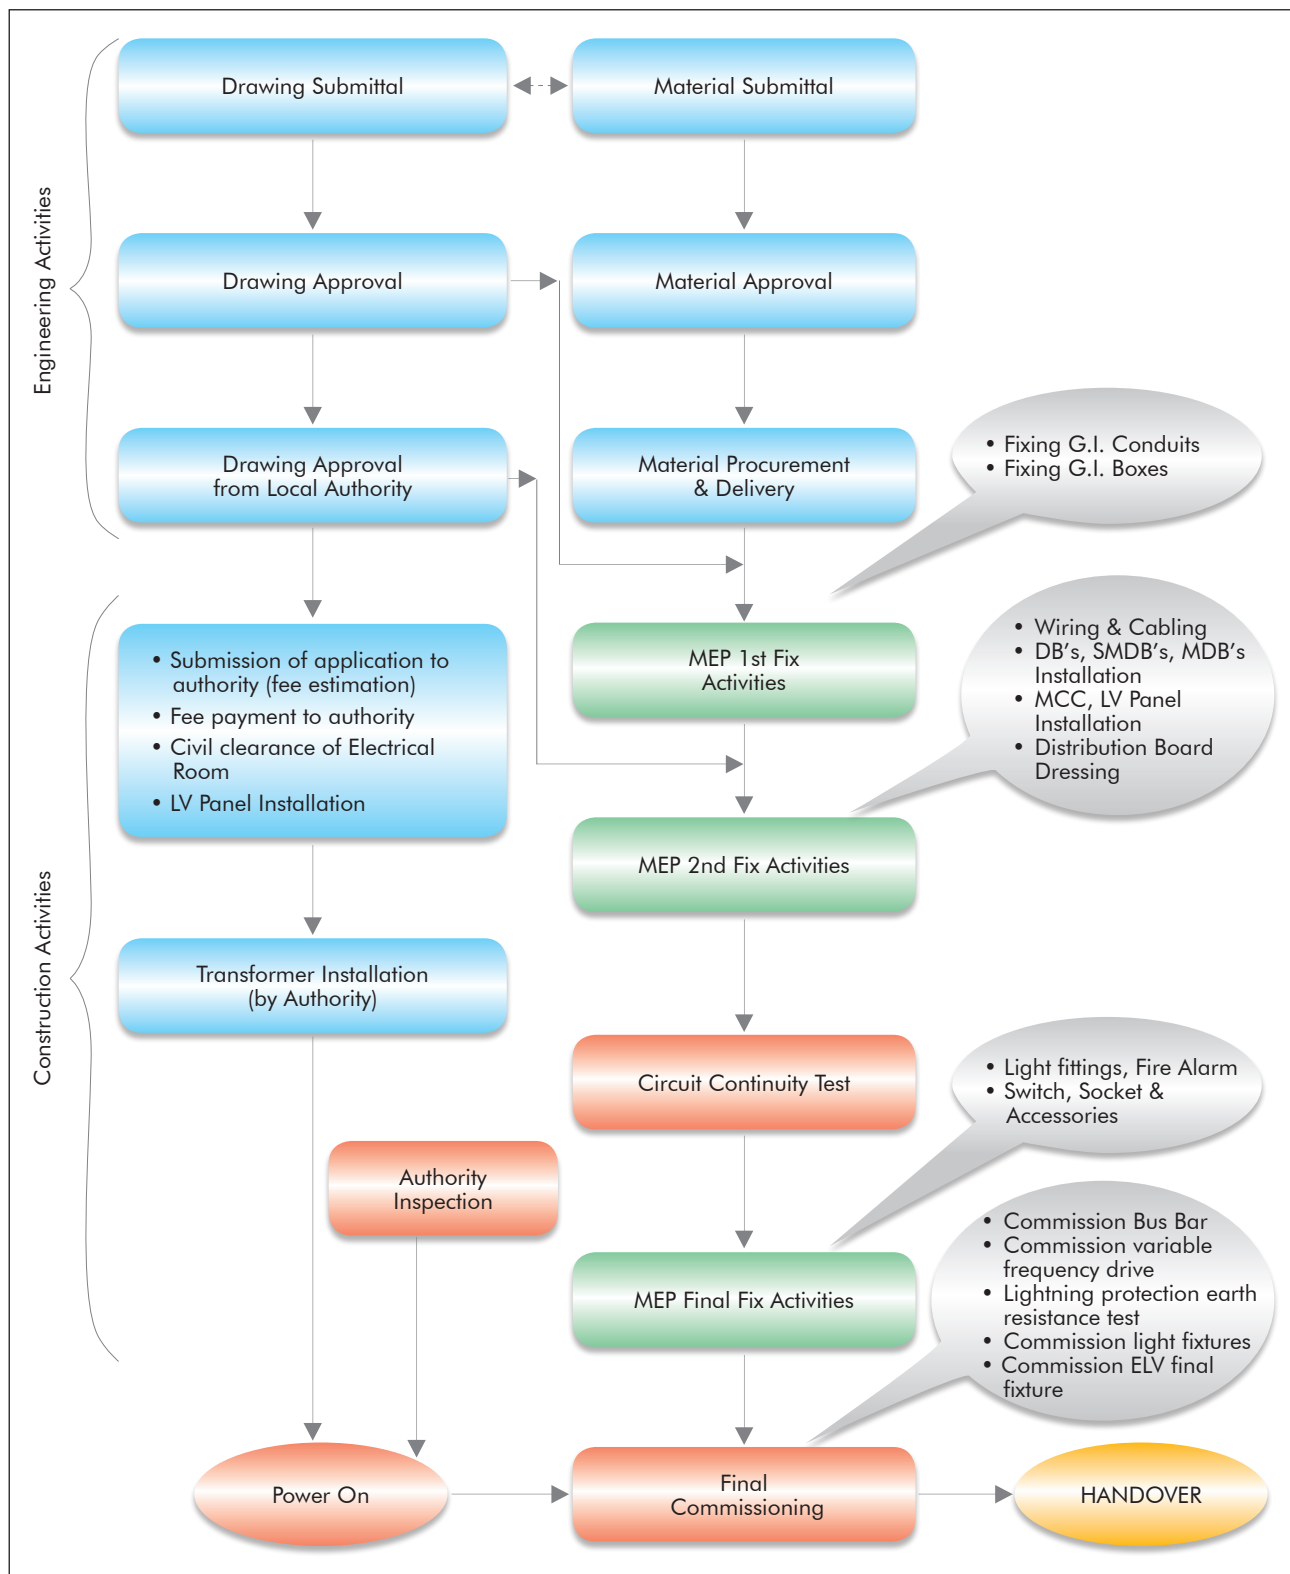 Engineering Activities
Drawing Submittal
Material Submittal
Drawing Approval
Material Approval
Drawing Approval
from Local Authority
Material Procurement
& Delivery
• Fixing G.I. Conduits
• Fixing G.I. Boxes
Construction Activities
• Submission of application to
authority (fee estimation)
• Fee payment to authority
• Civil clearance of Electrical
Room
• LV Panel Installation
MEP 1st Fix
Activities
• Wiring & Cabling
• DB's, SMDB's, MDB's
Installation
• MCC, LV Panel
Installation
• Distribution Board
Dressing
MEP 2nd Fix Activities
Transformer Installation
(by Authority)
Circuit Continuity Test
• Light fittings, Fire Alarm
• Switch, Socket &
Accessories
Authority
Inspection
MEP Final Fix Activities
• Commission Bus Bar
• Commission variable
frequency drive
• Lightning protection earth
resistance test
• Commission light fixtures
• Commission ELV final
fixture
Power On
Final
Commissioning
HANDOVER